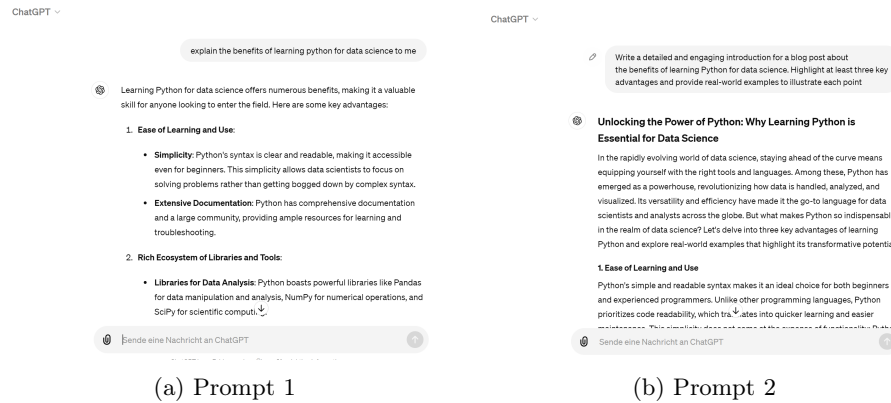 ChatGPT
explain the benefits of learning python for data science to me
Learning Python for data science offers numerous benefits, making it a valuable
skill for anyone looking to enter the field. Here are some key advantages:
1. Ease of Learning and Use:
• Simplicity: Python's syntax is clear and readable, making it accessible
even for beginners. This simplicity allows data scientists to focus on
solving problems rather than getting bogged down by complex syntax.
• Extensive Documentation: Python has comprehensive documentation
and a large community, providing ample resources for learning and
troubleshooting.
2. Rich Ecosystem of Libraries and Tools:
• Libraries for Data Analysis: Python boasts powerful libraries like Pandas
for data manipulation and analysis, NumPy for numerical operations, and
SciPy for scientific computi
Sende eine Nachricht an ChatGPT
(a) Prompt 1
ChatGPT
Write a detailed and engaging introduction for a blog post about
the benefits of learning Python for data science. Highlight at least three key
advantages and provide real-world examples to illustrate each point
Unlocking the Power of Python: Why Learning Python is
Essential for Data Science
In the rapidly evolving world of data science, staying ahead of the curve means
equipping yourself with the right tools and languages. Among these, Python has
emerged as a powerhouse, revolutionizing how data is handled, analyzed, and
visualized. Its versatility and efficiency have made it the go-to language for data
scientists and analysts across the globe. But what makes Python so indispensabl
in the realm of data science? Let's delve into three key advantages of learning
Python and explore real-world examples that highlight its transformative potentia
1. Ease of Learning and Use
Python's simple and readable syntax makes it an ideal choice for both beginners
and experienced programmers. Unlike other programming languages, Python
prioritizes code readability, which tra ates into quicker learning and easier
Sende eine Nachricht an ChatGPT
(b) Prompt 2